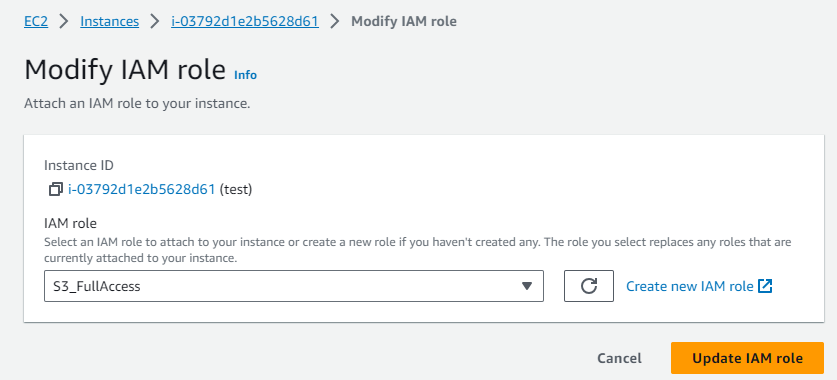 EC2 > Instances > i-03792d1e2b5628d61 > Modify IAM role
Modify IAM role Info
Attach an IAM role to your instance.
Instance ID
i-03792d1e2b5628d61 (test)
IAM role
Select an IAM role to attach to your instance or create a new role if you haven't created any. The role you select replaces any roles that are
currently attached to your instance.
S3_FullAccess
Create new IAM role
Cancel
Update IAM role